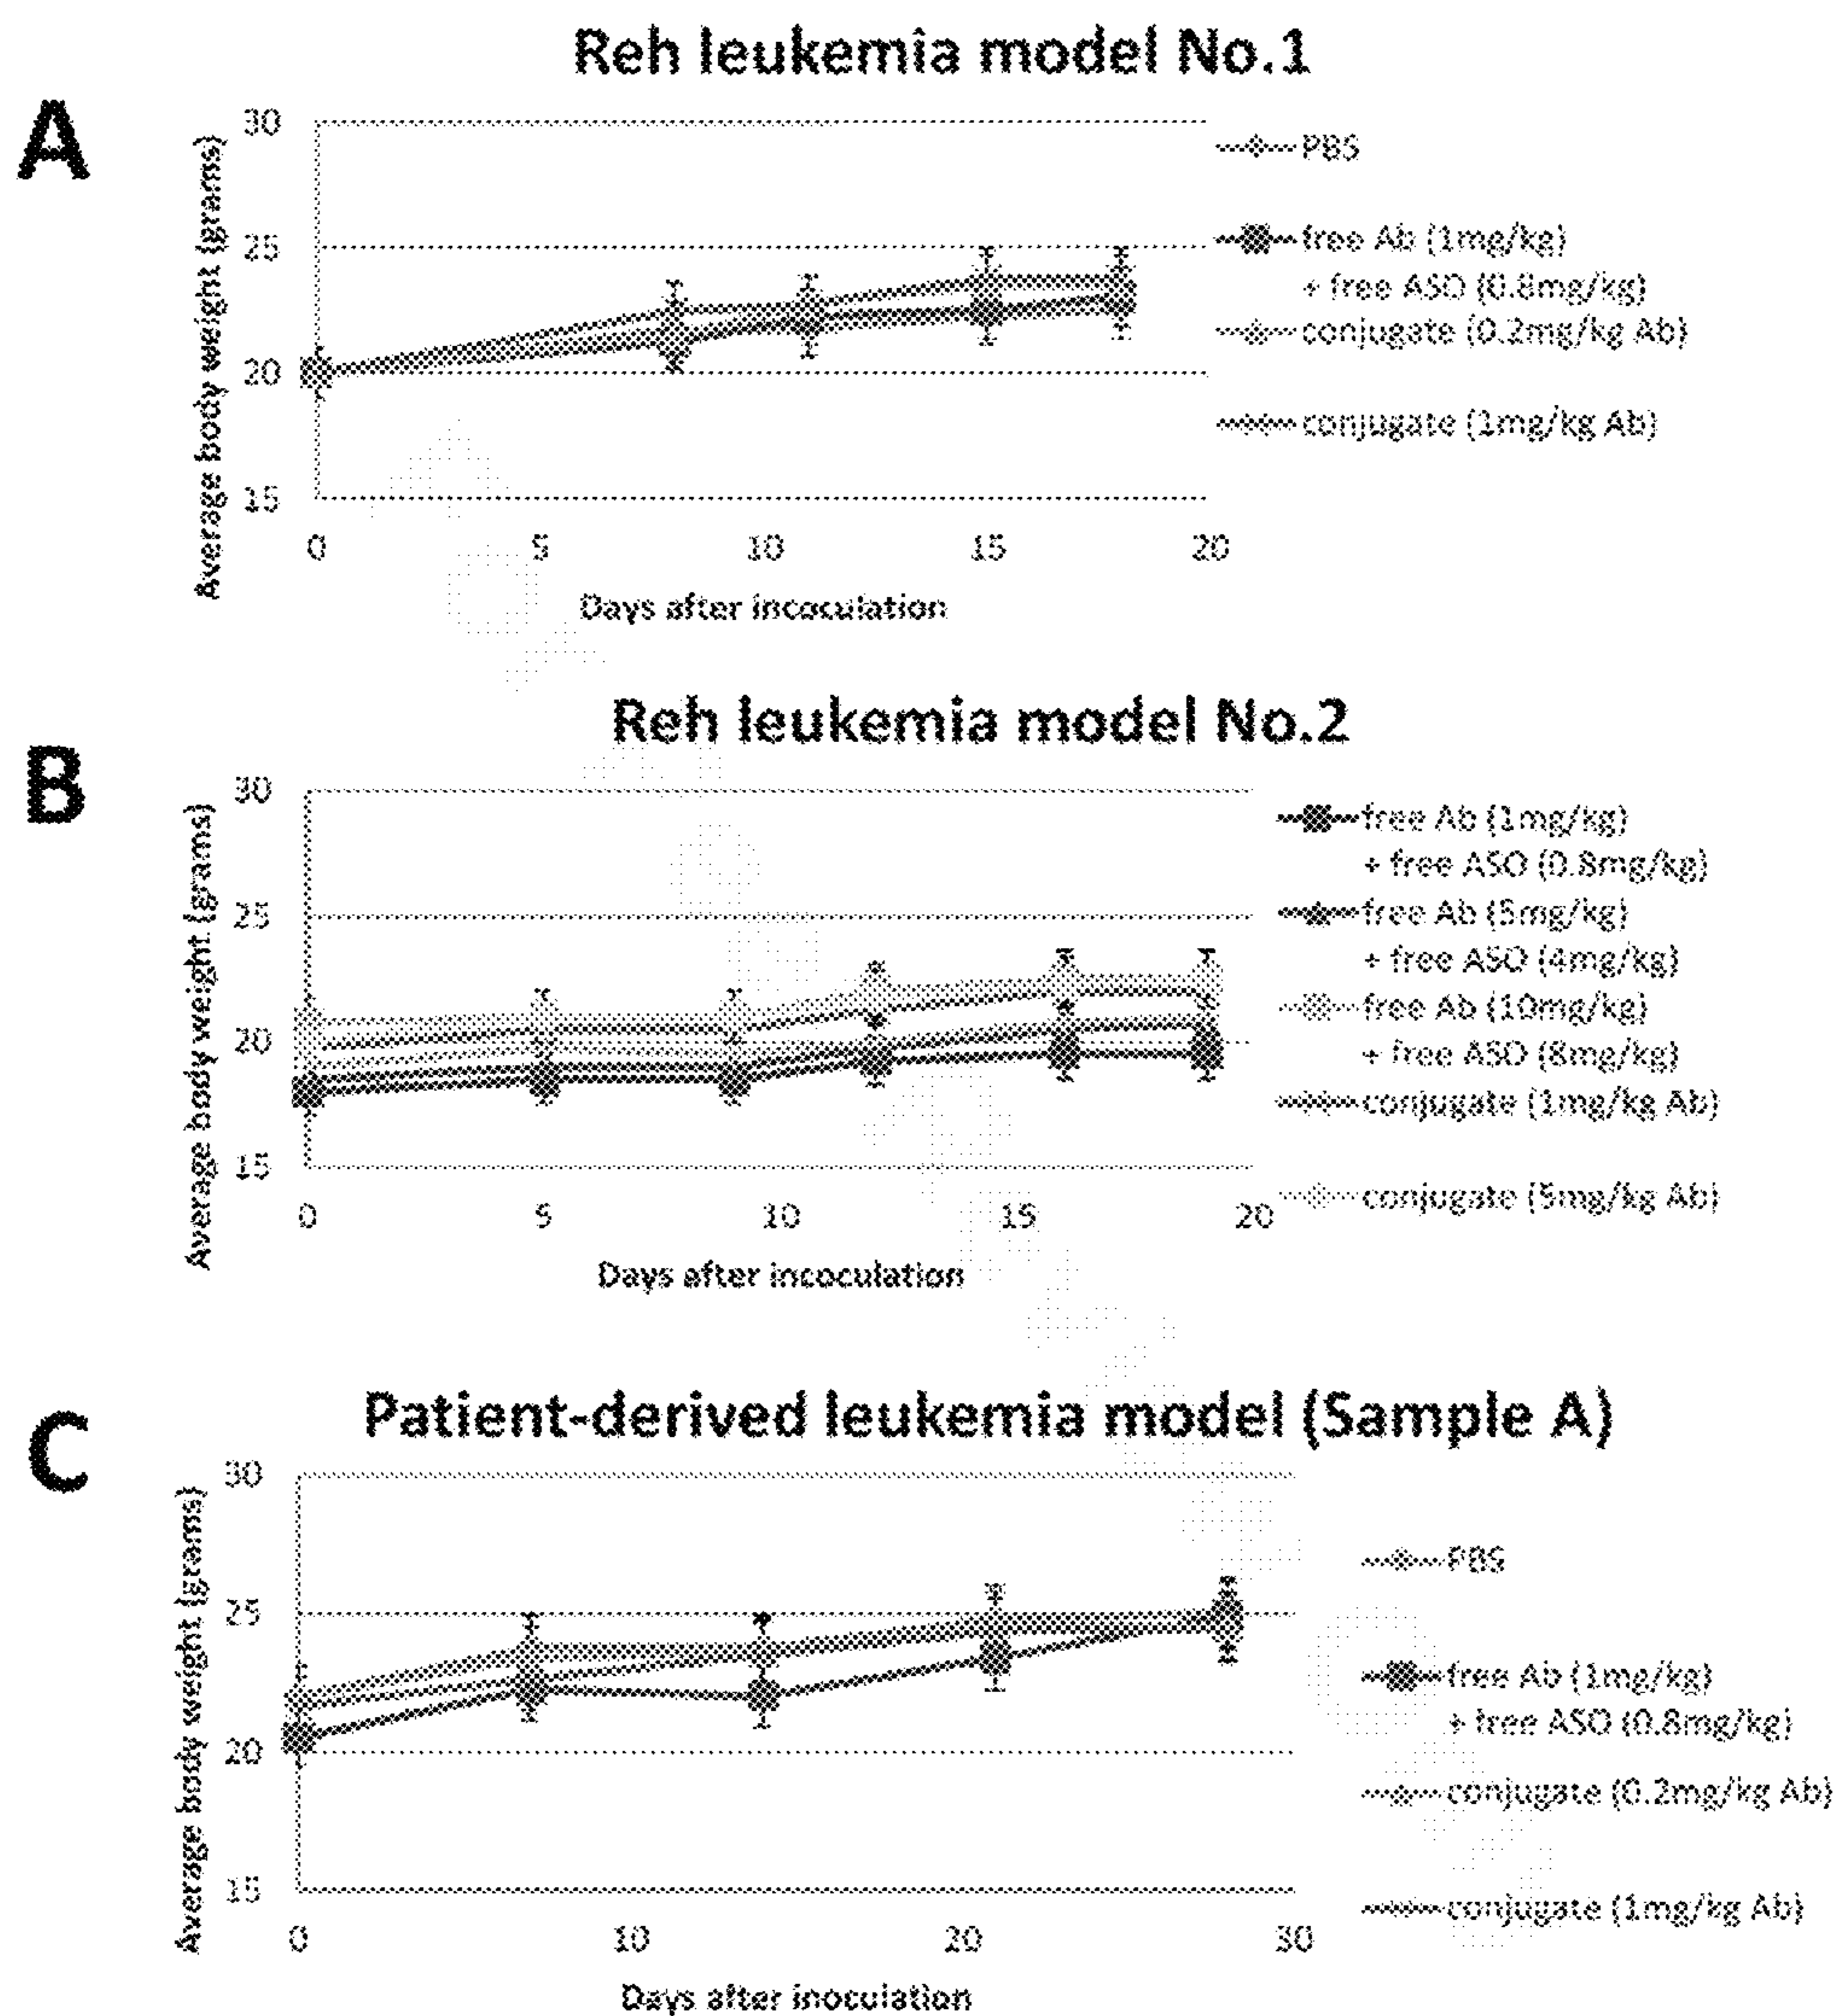 Reh leukemia model No.1
A
Average body weight (grams)
30
25
20
15
0 5 10 15 20
Days after incoculation
PBS
free Ab (1mg/kg)
+ free ASO (0.8mg/kg)
conjugate (0.2mg/kg Ab)
conjugate (1mg/kg Ab)
Reh leukemia model No.2
B
Average body weight (grams)
30
25
20
15
0 5 10 15 20
Days after incoculation
free Ab (1mg/kg)
+ free ASO (0.8mg/kg)
free Ab (5mg/kg)
+ free ASO (4mg/kg)
free Ab (10mg/kg)
+ free ASO (8mg/kg)
conjugate (1mg/kg Ab)
conjugate (5mg/kg Ab)
Patient-derived leukemia model (Sample A)
C
Average body weight (grams)
30
25
20
15
0 10 20 30
Days after inoculation
PBS
free Ab (1mg/kg)
+ free ASO (0.8mg/kg)
conjugate (0.2mg/kg Ab)
conjugate (1mg/kg Ab)